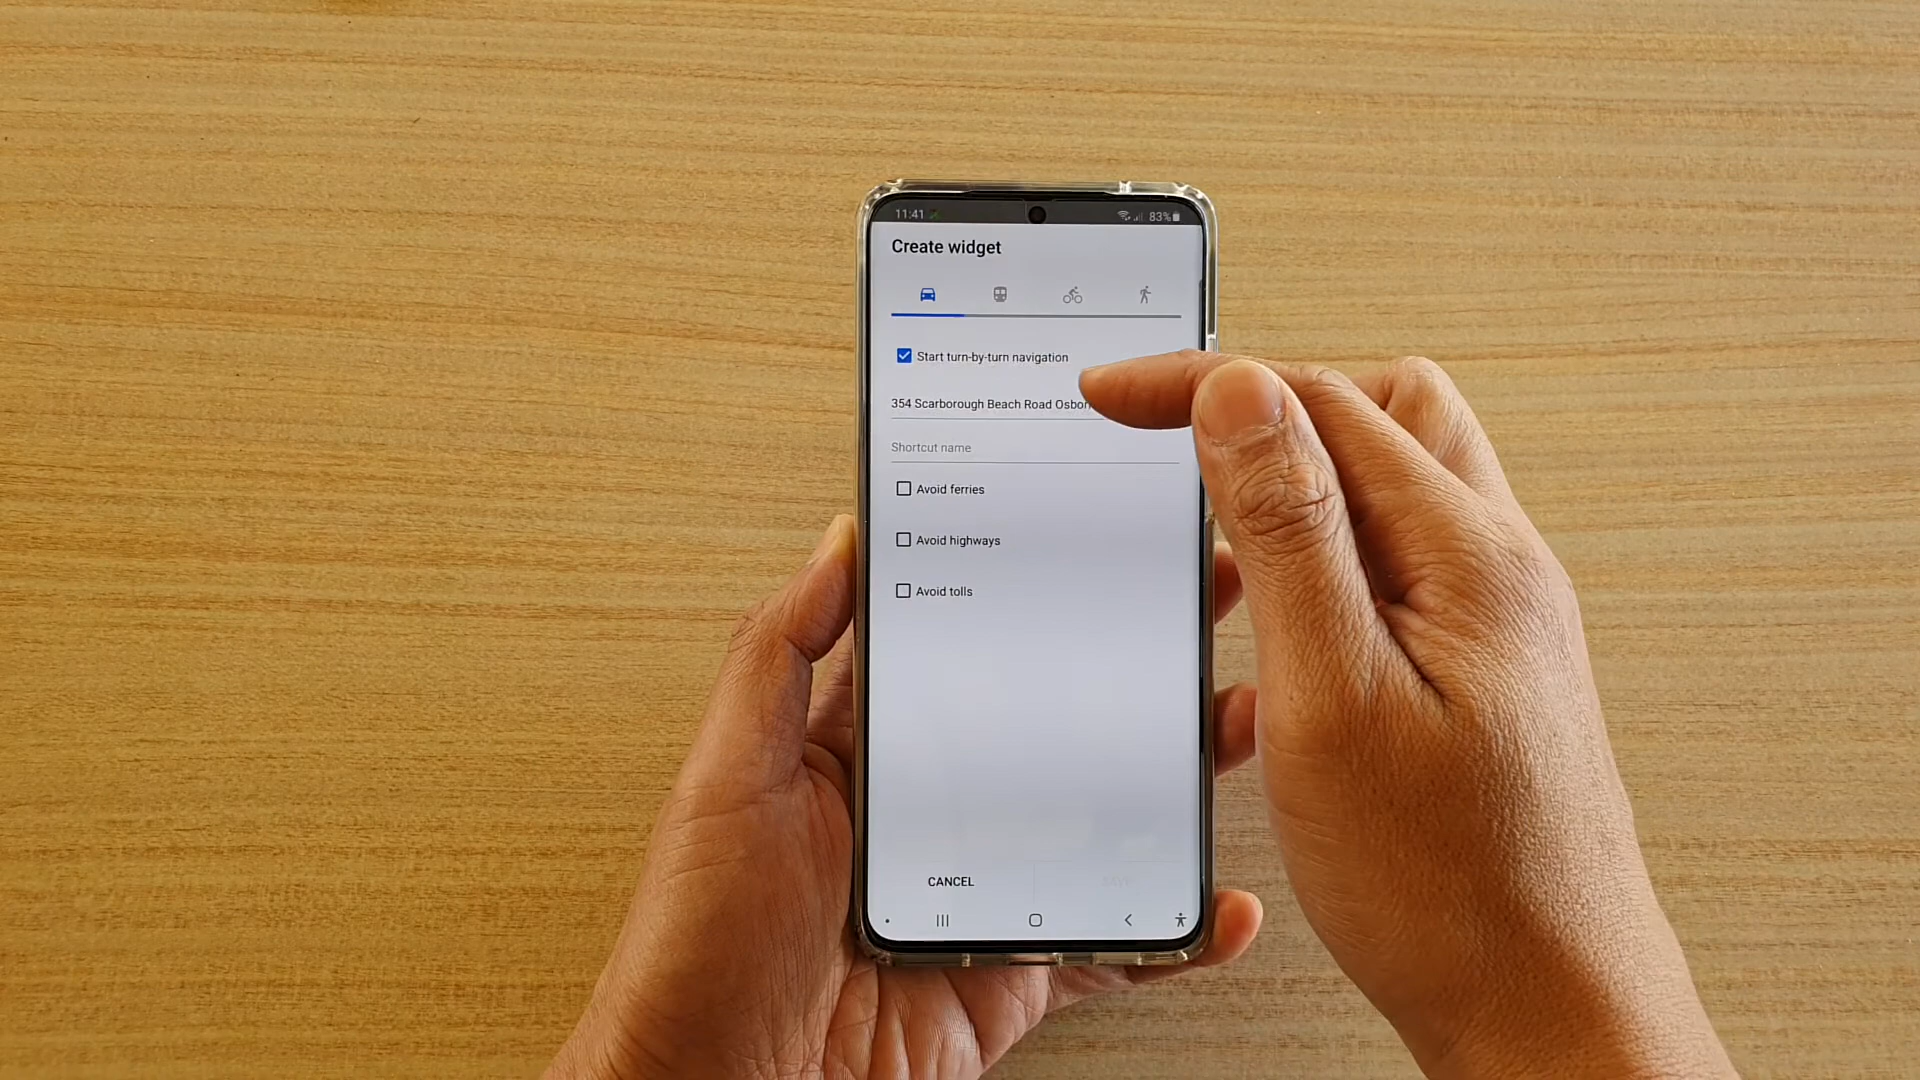 11:41
83%
Create widget
Start turn-by-turn navigation
354 Scarborough Beach Road
Shortcut name
Avoid ferries
Avoid highways
Avoid tolls
CANCEL SAVE